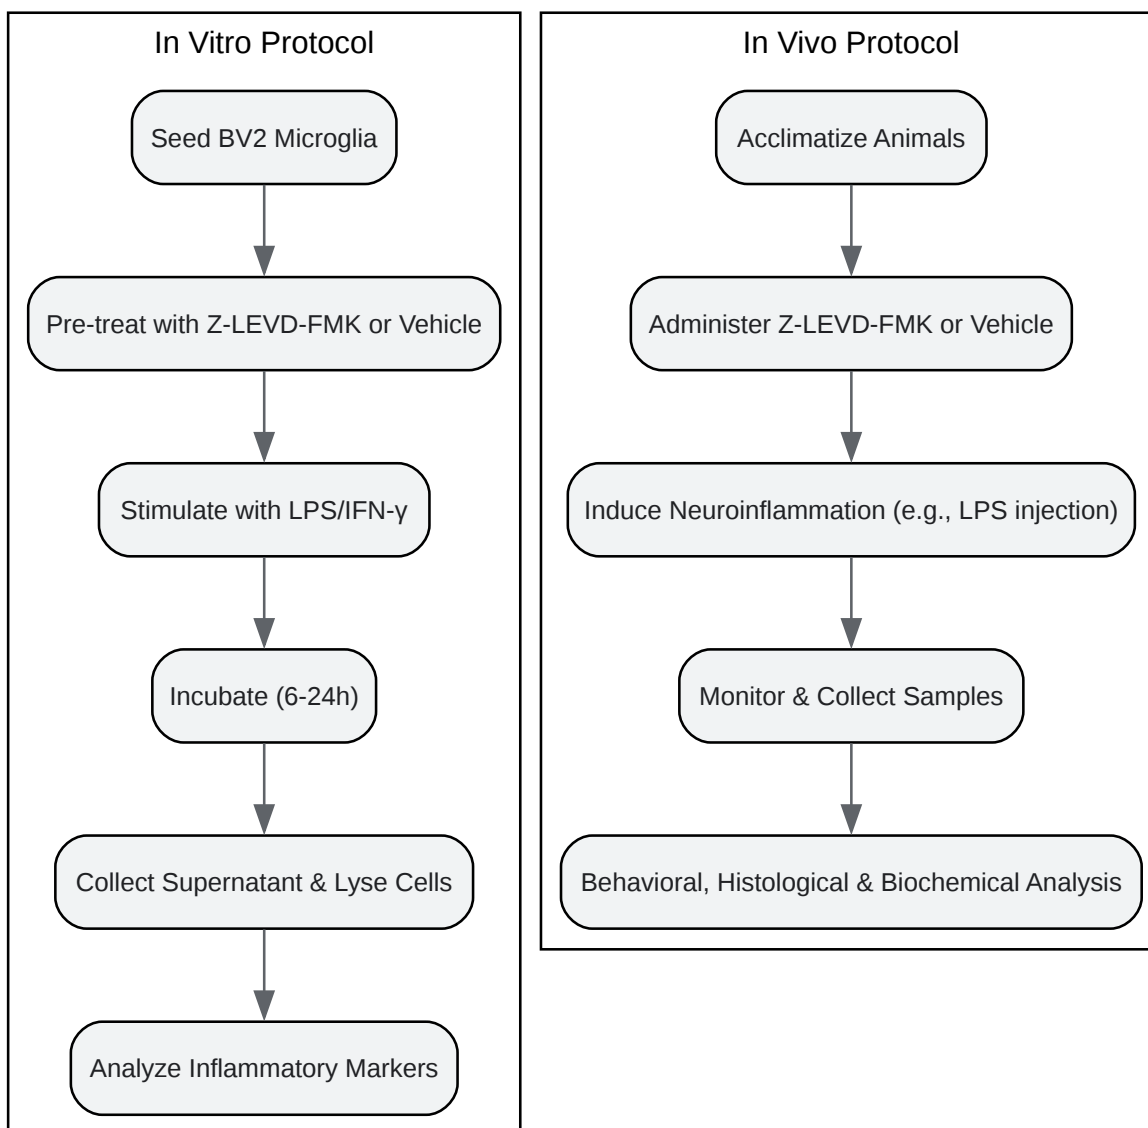 In Vitro Protocol
Seed BV2 Microglia
Pre-treat with Z-LEVD-FMK or Vehicle
Stimulate with LPS/IFN-γ
Incubate (6-24h)
Collect Supernatant & Lyse Cells
Analyze Inflammatory Markers
In Vivo Protocol
Acclimatize Animals
Administer Z-LEVD-FMK or Vehicle
Induce Neuroinflammation (e.g., LPS injection)
Monitor & Collect Samples
Behavioral, Histological & Biochemical Analysis